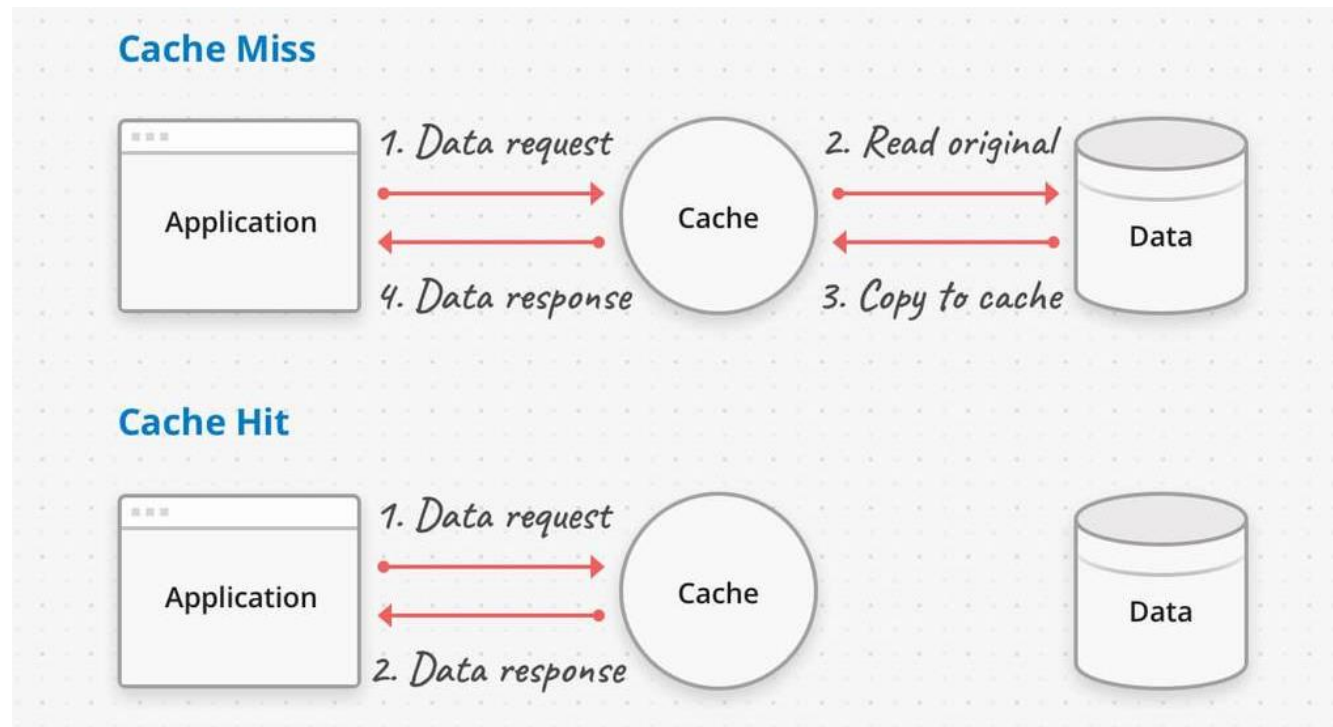 Cache Miss
1. Data request
2. Read original
Application
Cache
Data
4. Data response
3. Copy to cache
Cache Hit
1. Data request
Application
Cache
Data
2. Data response